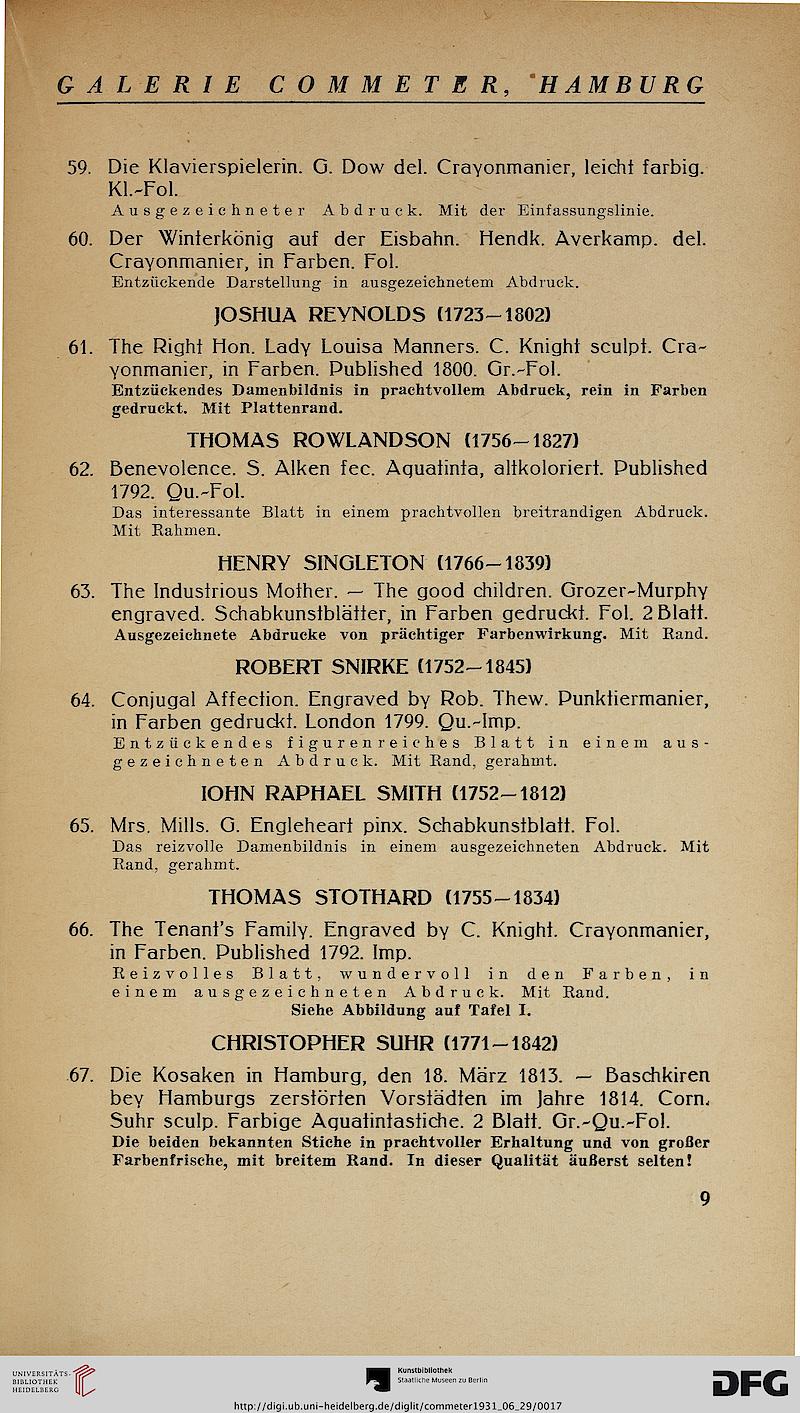 GALERIE COMMETER, HAMBURG
59. Die Klavierspielerin. G. Dow del. Crayonmanier, leicht farbig.
Kl.-Fol.
Ausgezeichneter Abdruck. Mit der Einfassungslinie.
60. Der Winterkönig auf der Eisbahn. Hendk. Averkamp. del.
Crayonmanier, in Farben. Fol.
Entzückende Darstellung in ausgezeichnetem Abdruck.
JOSHUA REYNOLDS (1723—1802)
61. The Right Hon. Lady Louisa Manners. C. Knight sculpt. Cra-
yonmanier, in Farben. Published 1800. Gr.-Fol.
Entzückendes Damenbildnis in prachtvollem Abdruck, rein in Farben
gedruckt. Mit Plattenrand.
THOMAS ROWLANDSON (1756—1827)
62. Benevolence. S. Alken fec. Aquatinta, altkoloriert. Published
1792. Qu.-Fol.
Das interessante Blatt in einem prachtvollen breitrandigen Abdruck.
Mit Rahmen.
HENRY SINGLETON (1766—1839)
63. The Industrious Mother. — The good children. Grozer-Murphy
engraved. Schabkunstblätter, in Farben gedruckt. Fol. 2 Blatt.
Ausgezeichnete Abdrucke von prächtiger Farbenwirkung. Mit Rand.
ROBERT SNIRKE (1752—1845)
64. Conjugal Affection. Engraved by Rob. Thew. Punktiermanier,
in Farben gedruckt. London 1799. Qu.-Imp.
Entzückendes figurenreiches Blatt in einem aus-
gezeichneten Abdruck. Mit Rand, gerahmt.
IOHN RAPHAEL SMITH (1752—1812)
65. Mrs. Mills. G. Engleheart pinx. Schabkunstblatt. Fol.
Das reizvolle Damenbildnis in einem ausgezeichneten Abdruck. Mit
Rand, gerahmt.
THOMAS STOTHARD (1755—1834)
66. The Tenant's Family. Engraved by C. Knight. Crayonmanier,
in Farben. Published 1792. Imp.
Reizvolles Blatt, wundervoll in den Farben, in
einem ausgezeichneten Abdruck. Mit Rand.
Siehe Abbildung auf Tafel I.
CHRISTOPHER SUHR (1771—1842)
67. Die Kosaken in Hamburg, den 18. März 1813. — Baschkiren
bey Hamburgs zerstörten Vorstädten im Jahre 1814. Corn.
Suhr sculp. Farbige Aquatintastiche. 2 Blatt. Gr.-Qu.-Fol.
Die beiden bekannten Stiche in prachtvoller Erhaltung und von großer
Farbenfrische, mit breitem Rand. In dieser Qualität äußerst selten!
9
UNIVERSITÄTS-
BIBLIOTHEK
HEIDELBERG
Kunstbibliothek
Staatliche Museen zu Berlin
DFG
http://digi.ub.uni-heidelberg.de/diglit/commeter1931_06_29/0017